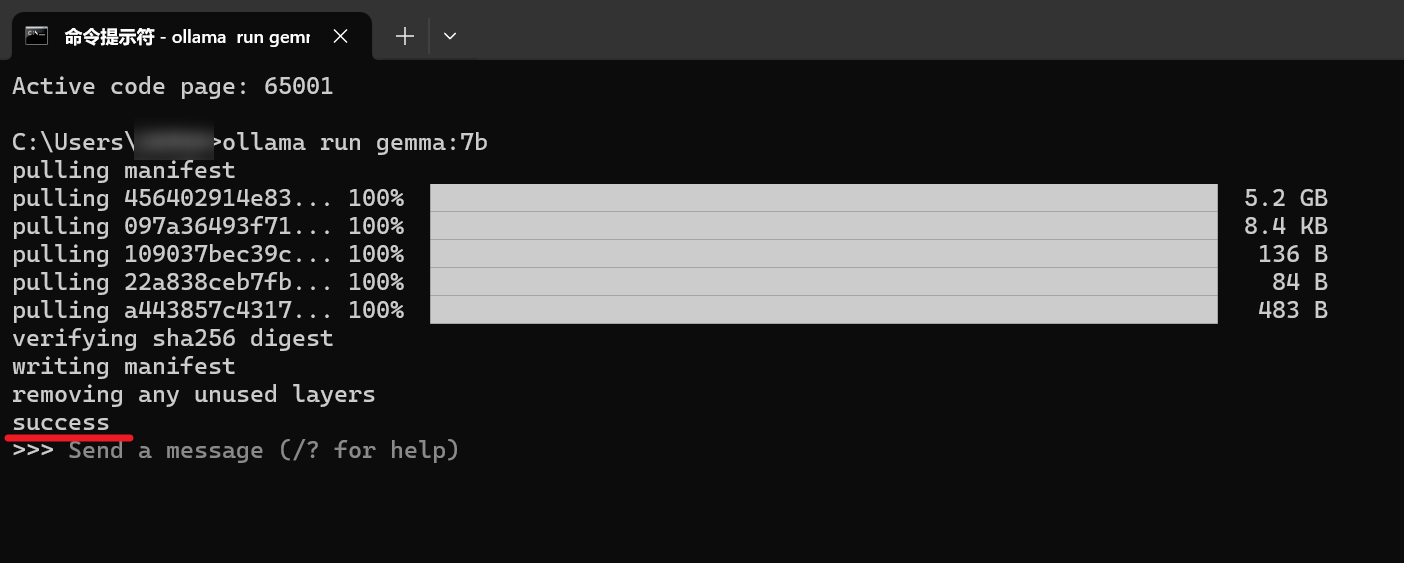 命令提示符 - ollama run gemm
Active code page: 65001
C:\Users\>ollama run gemma:7b
pulling manifest
pulling 456402914e83... 100% 5.2 GB
pulling 097a36493f71... 100% 8.4 KB
pulling 109037bec39c... 100% 136 B
pulling 22a838ceb7fb... 100% 84 B
pulling a443857c4317... 100% 483 B
verifying sha256 digest
writing manifest
removing any unused layers
success
>>> Send a message (/? for help)